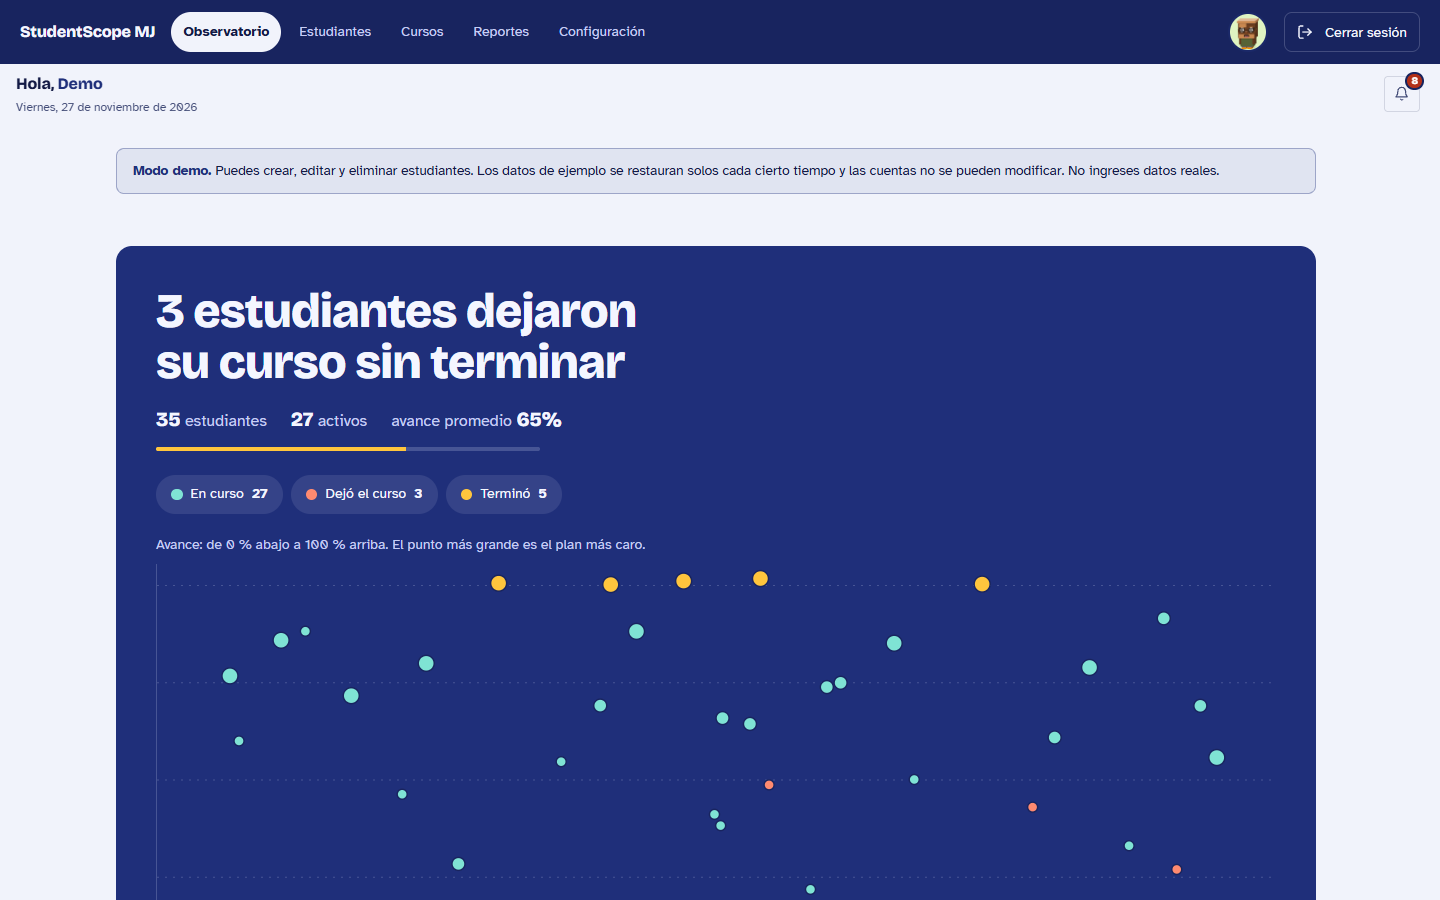 StudentScope MJ
Observatorio
Estudiantes
Cursos
Reportes
Configuración
Cerrar sesión
Hola, Demo
Viernes, 27 de noviembre de 2026
8
Modo demo. Puedes crear, editar y eliminar estudiantes. Los datos de ejemplo se restauran solos cada cierto tiempo y las cuentas no se pueden modificar. No ingreses datos reales.
3 estudiantes dejaron
su curso sin terminar
35 estudiantes 27 activos avance promedio 65%
En curso 27 Dejó el curso 3 Terminó 5
Avance: de 0 % abajo a 100 % arriba. El punto más grande es el plan más caro.